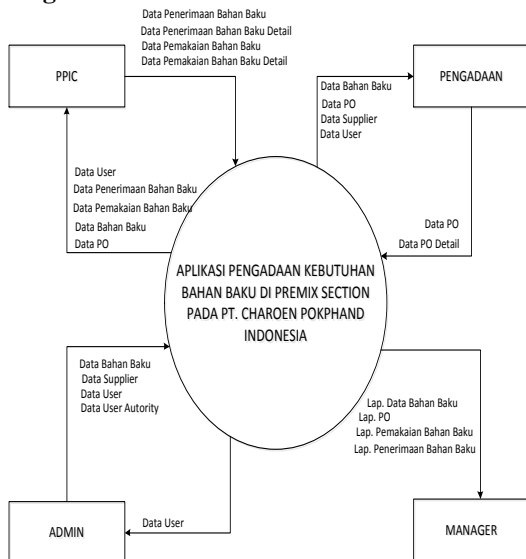 Data Penerimaan Bahan Baku
Data Penerimaan Bahan Baku Detail
Data Pemakaian Bahan Baku
Data Pemakaian Bahan Baku Detail
PPIC
PENGADAAN
Data Bahan Baku
Data PO
Data Supplier
Data User
Data User
Data Penerimaan Bahan Baku
Data Pemakaian Bahan Baku
Data Bahan Baku
Data PO
Data PO
Data PO Detail
APLIKASI PENGADAAN KEBUTUHAN
BAHAN BAKU DI PREMIX SECTION
PADA PT. CHAROEN POKPHAND
INDONESIA
Data Bahan Baku
Data Supplier
Data User
Data User Autority
Lap. Data Bahan Baku
Lap. PO
Lap. Pemakaian Bahan Baku
Lap. Penerimaan Bahan Baku
ADMIN
Data User
MANAGER